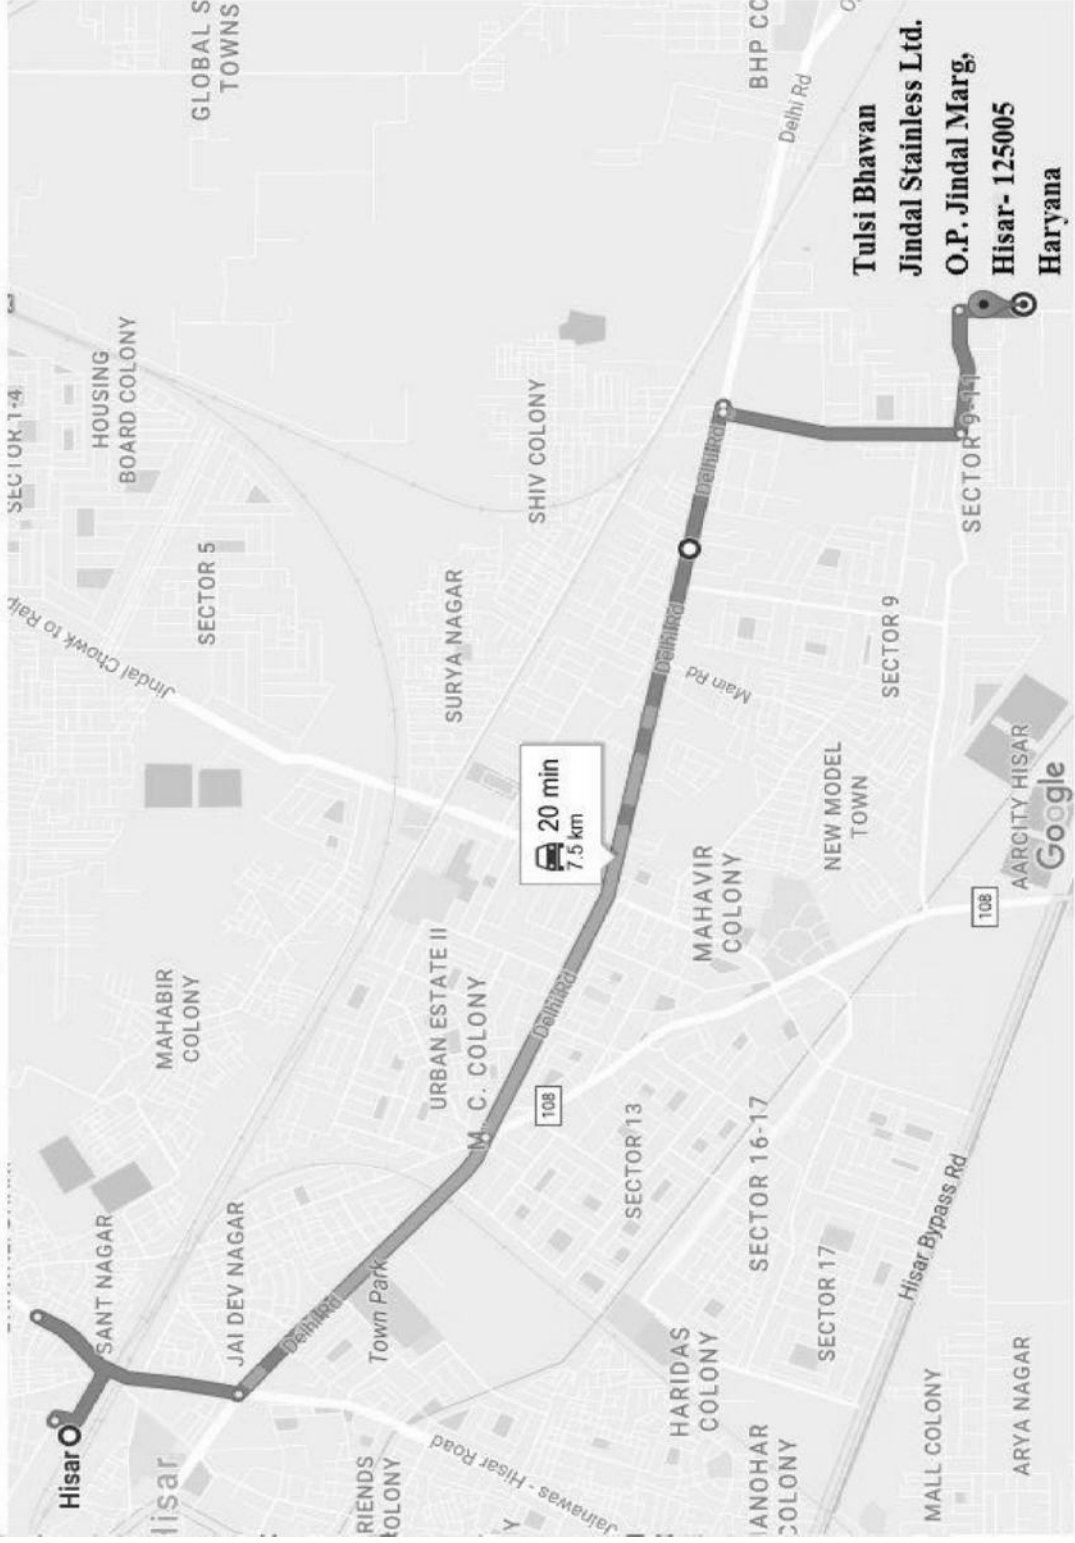 GLOBAL S
TOWNS
BHP CC
Delhi Rd
Tulsi Bhawan
Jindal Stainless Ltd.
O.P. Jindal Marg,
Hisar- 125005
Haryana
SECTOR 1-4
HOUSING
BOARD COLONY
SHIV COLONY
Delhi Rd
SECTOR 9-11
SECTOR 5
Jindal Chowk to Raip
SURYA NAGAR
Delhi Rd
Main Rd
SECTOR 9
20 min
7.5 km
NEW MODEL
TOWN
AARCITY HISAR
Google
MAHAVIR
COLONY
108
MAHABIR
COLONY
URBAN ESTATE II
M. C. COLONY
Delhi Rd
108
SECTOR 13
SECTOR 16-17
Hisar Bypass Rd
SANT NAGAR
JAI DEV NAGAR
Delhi Rd
Town Park
SECTOR 17
HARIDAS
COLONY
MALL COLONY
ARYA NAGAR
Hisar
Hisar
RIENDS
OLONY
Jainawas - Hisar Road
ANOHAR
COLONY
Y